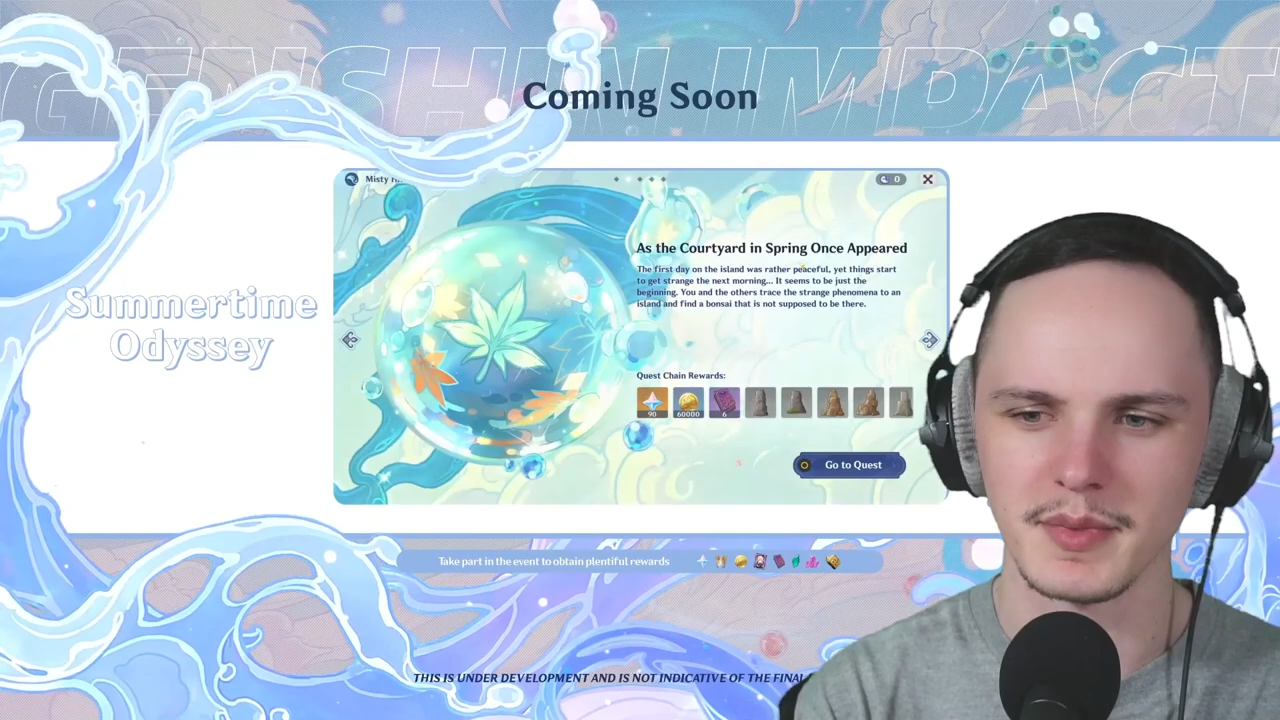 GENSHIN IMPACT
Coming Soon
Misty
0
Summertime
Odyssey
As the Courtyard in Spring Once Appeared
The first day on the island was rather peaceful, yet things start
to get strange the next morning... It seems to be just the
beginning. You and the others trace the strange phenomena to an
island and find a bonsai that is not supposed to be there.
Quest Chain Rewards:
90 60000 6
Go to Quest
Take part in the event to obtain plentiful rewards
THIS IS UNDER DEVELOPMENT AND IS NOT INDICATIVE OF THE FINAL